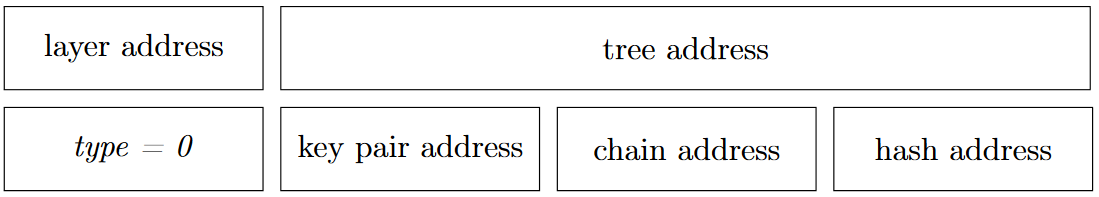 layer address
tree address
type = 0
key pair address
chain address
hash address